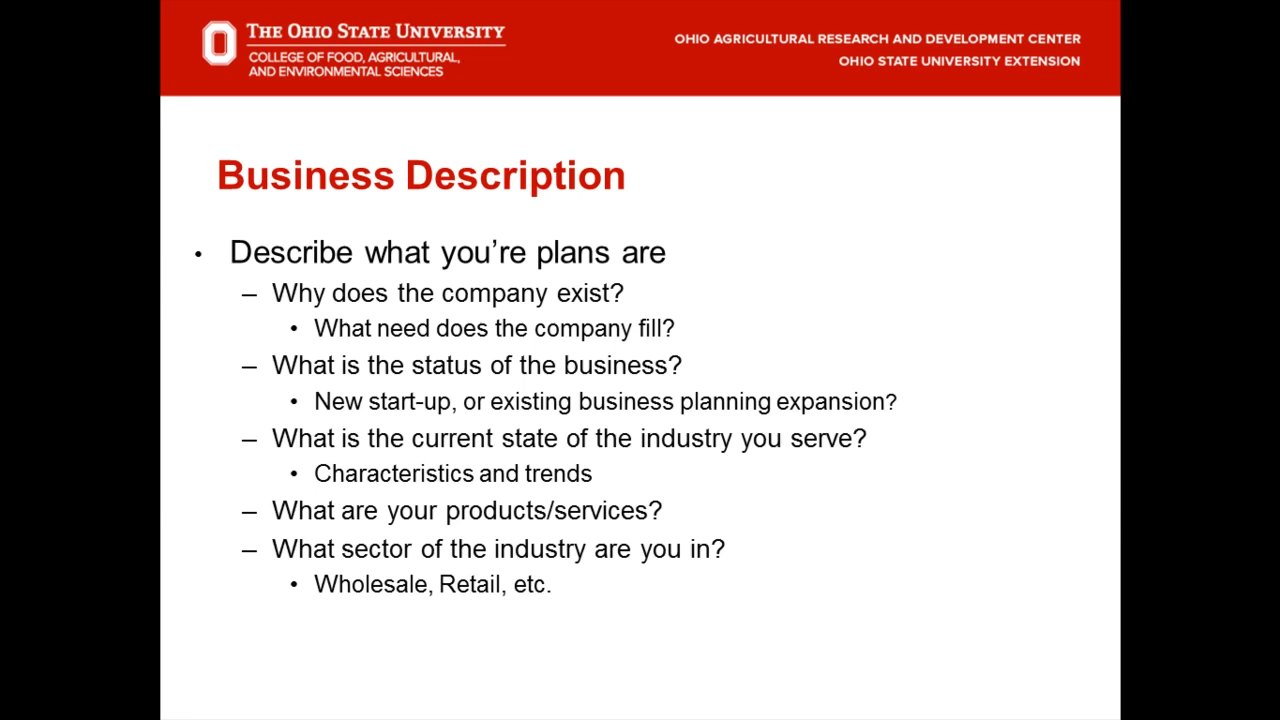 THE OHIO STATE UNIVERSITY
COLLEGE OF FOOD, AGRICULTURAL,
AND ENVIRONMENTAL SCIENCES
OHIO AGRICULTURAL RESEARCH AND DEVELOPMENT CENTER
OHIO STATE UNIVERSITY EXTENSION
Business Description
• Describe what you’re plans are
– Why does the company exist?
• What need does the company fill?
– What is the status of the business?
• New start-up, or existing business planning expansion?
– What is the current state of the industry you serve?
• Characteristics and trends
– What are your products/services?
– What sector of the industry are you in?
• Wholesale, Retail, etc.